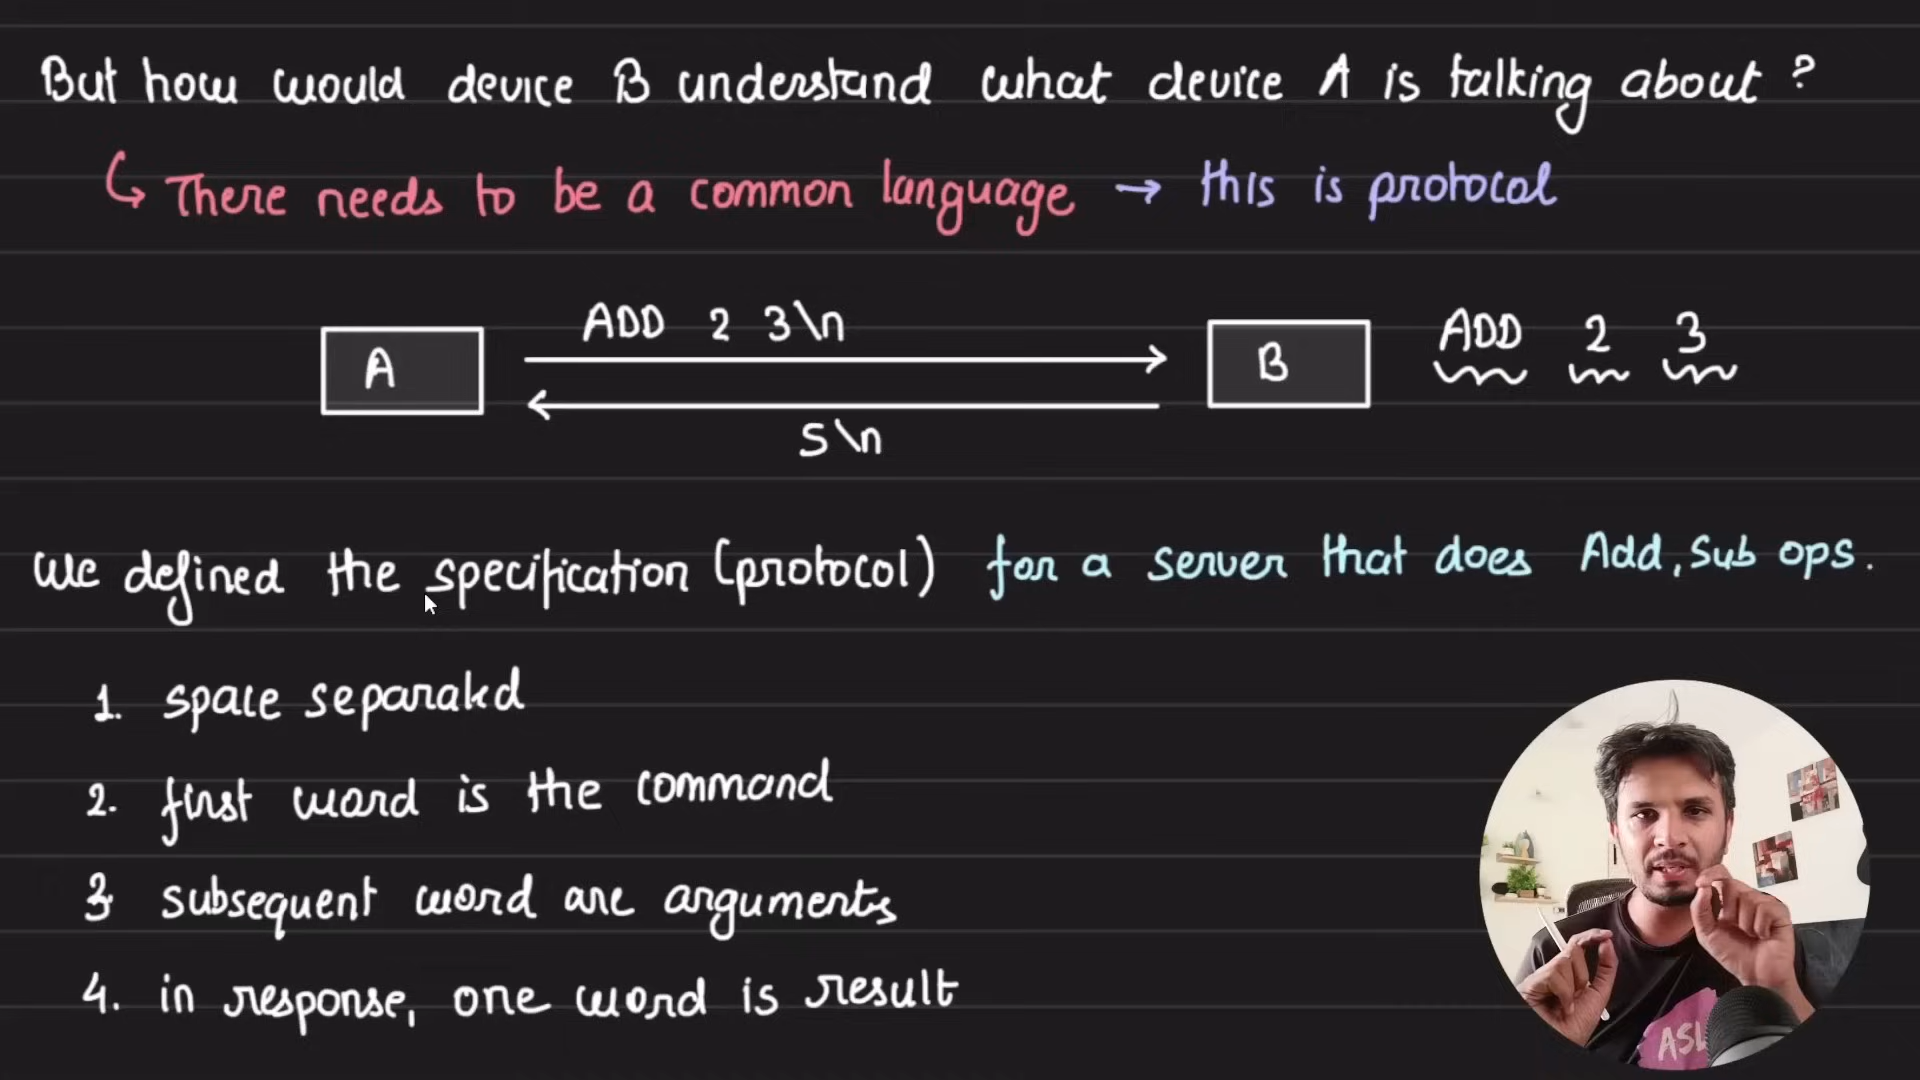 But how would device B understand what device A is talking about ?
There needs to be a common language → this is protocol
ADD 2 3\n
A
B
ADD 2 3
5\n
We defined the specification (protocol) for a server that does Add, Sub ops.
1. space separated
2. first word is the command
3 subsequent word are arguments
4. in response, one word is result
ASL